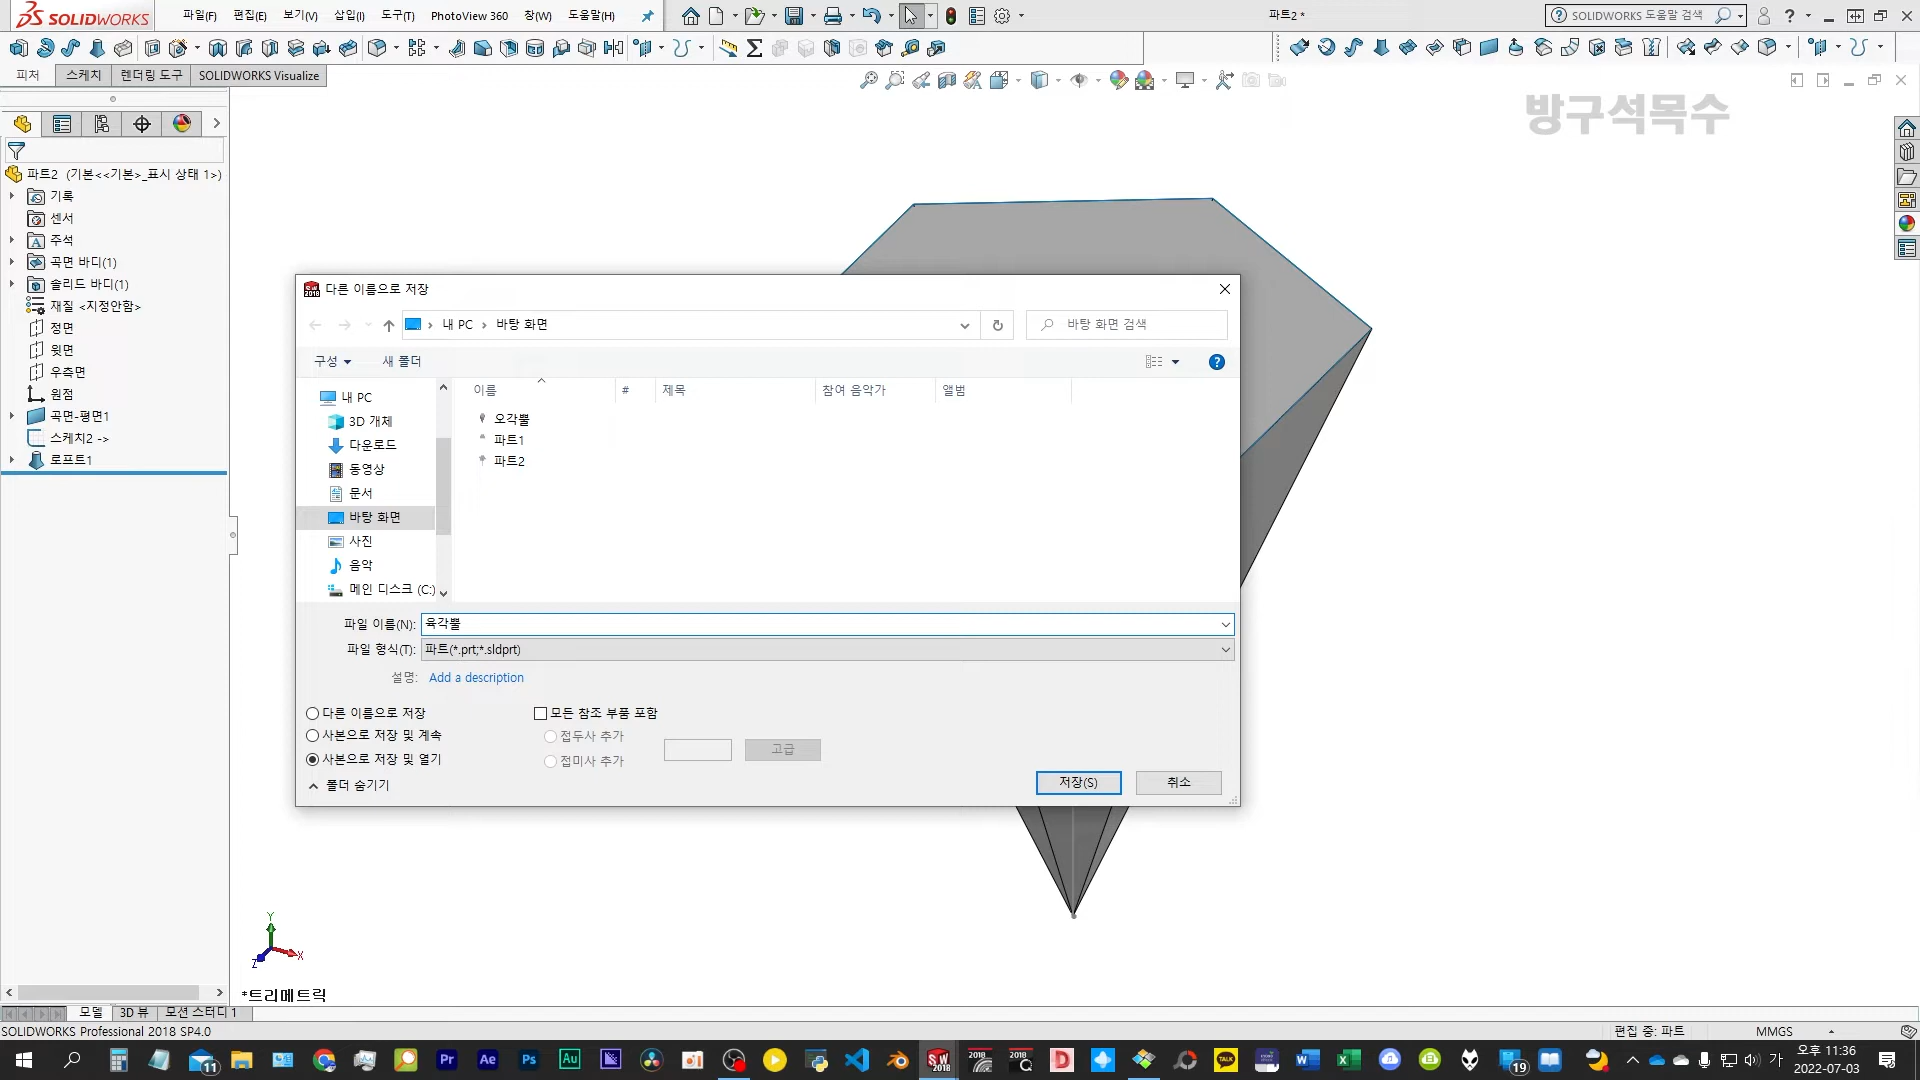 SOLIDWORKS
파일(F) 편집(E) 보기(V) 삽입(I) 도구(T) PhotoView 360 창(W) 도움말(H)
파트2 *
SOLIDWORKS 도움말 검색
피처 스케치 렌더링 도구 SOLIDWORKS Visualize
방구석목수
파트2 (기본<<기본>_표시 상태 1>)
기록
센서
주석
곡면 바디(1)
솔리드 바디(1)
재질 <지정안함>
정면
윗면
우측면
원점
곡면-평면1
스케치2 ->
로프트1
다른 이름으로 저장
내 PC › 바탕 화면
바탕 화면 검색
구성 새 폴더
내 PC
3D 개체
다운로드
동영상
문서
바탕 화면
사진
음악
메인 디스크 (C:)
이름 # 제목 참여 음악가 앨범
오각뿔
파트1
파트2
파일 이름(N): 육각뿔
파일 형식(T): 파트(*.prt;*.sldprt)
설명: Add a description
다른 이름으로 저장
사본으로 저장 및 계속
사본으로 저장 및 열기
모든 참조 부품 포함
접두사 추가
접미사 추가
고급
폴더 숨기기
저장(S) 취소
Y
X
Z
*트리메트릭
모델 3D 뷰 모션 스터디 1
SOLIDWORKS Professional 2018 SP4.0
편집 중: 파트 MMGS
11 Pr Ae Ps Au SW 2018 2018 2018 D TALK W X 19 가
오후 11:36
2022-07-03